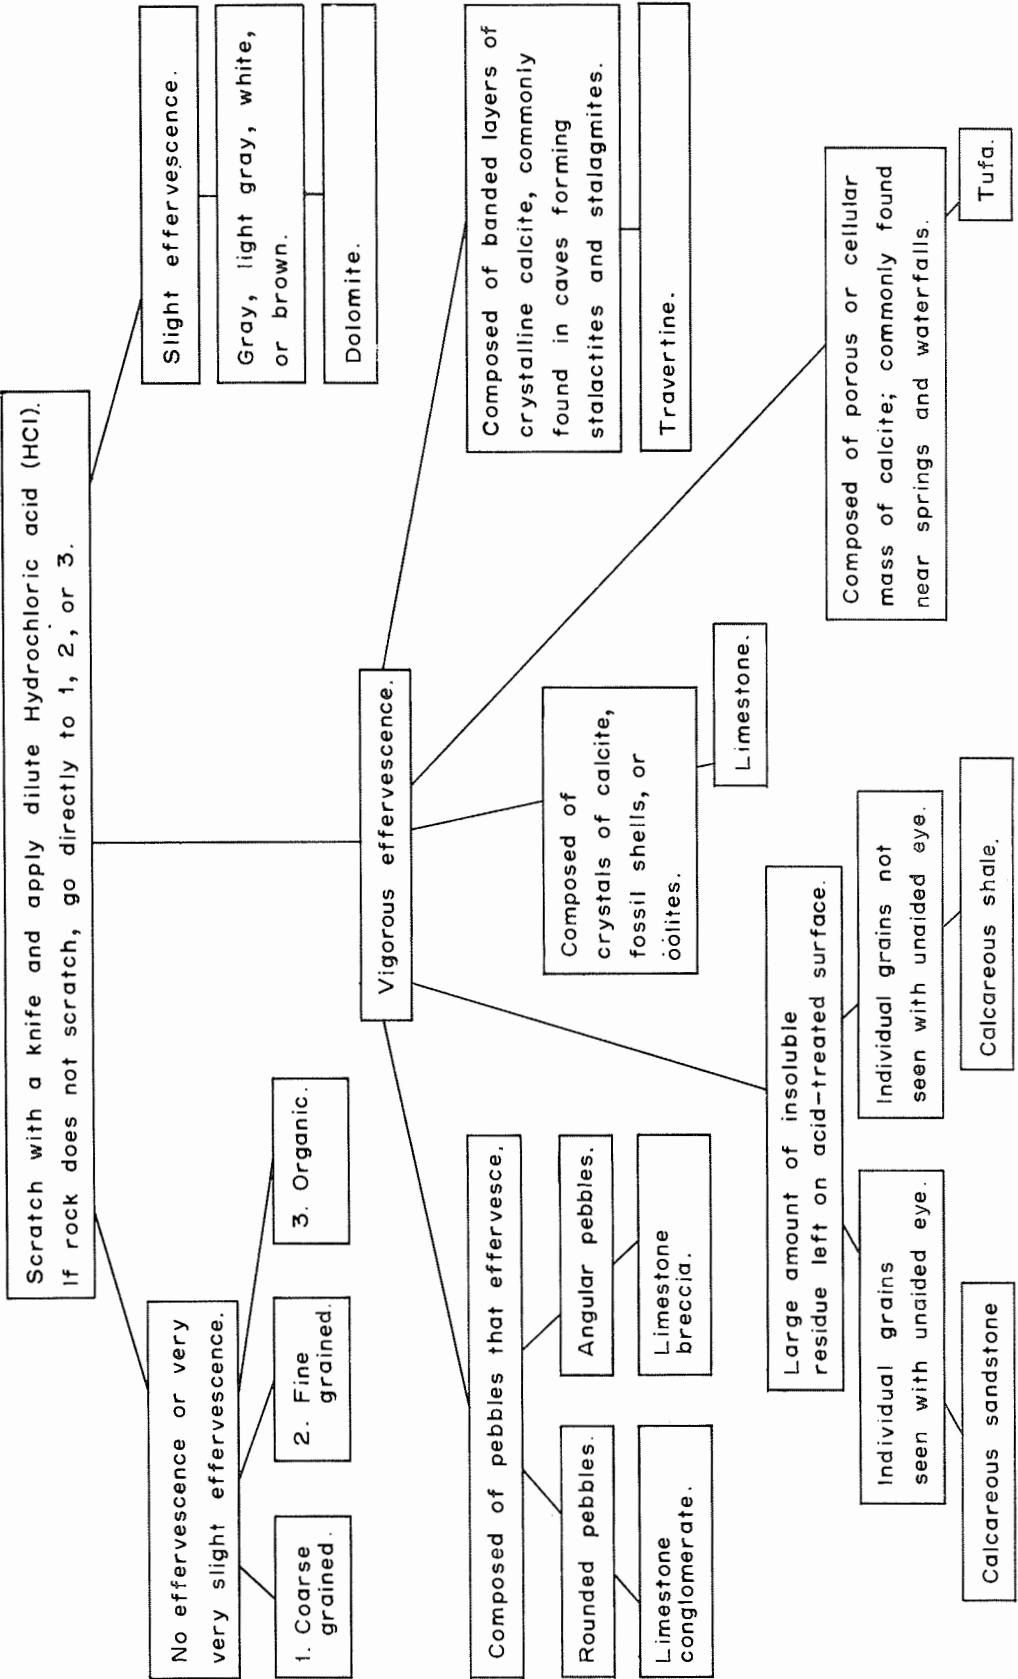 Scratch with a knife and apply dilute Hydrochloric acid (HCl).
If rock does not scratch, go directly to 1, 2, or 3.
No effervescence or very
very slight effervescence.
1. Coarse
grained.
2. Fine
grained.
3. Organic.
Vigorous effervescence.
Slight effervescence.
Gray, light gray, white,
or brown.
Dolomite.
Composed of pebbles that effervesce.
Rounded pebbles.
Limestone
conglomerate.
Angular pebbles.
Limestone
breccia.
Large amount of insoluble
residue left on acid-treated surface.
Individual grains
seen with unaided eye.
Calcareous sandstone
Individual grains not
seen with unaided eye.
Calcareous shale.
Composed of
crystals of calcite,
fossil shells, or
öolites.
Limestone.
Composed of porous or cellular
mass of calcite; commonly found
near springs and waterfalls.
Tufa.
Composed of banded layers of
crystalline calcite, commonly
found in caves forming
stalactites and stalagmites.
Travertine.